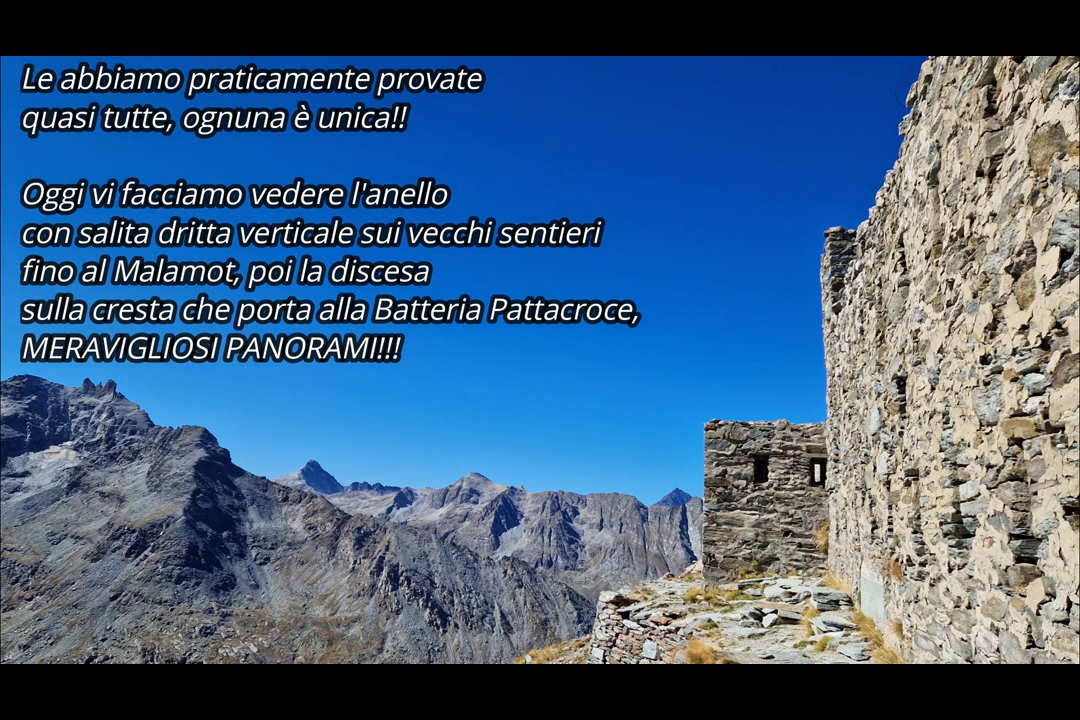 Le abbiamo praticamente provate
quasi tutte, ognuna è unica!!
Oggi vi facciamo vedere l'anello
con salita dritta verticale sui vecchi sentieri
fino al Malamot, poi la discesa
sulla cresta che porta alla Batteria Pattacroce,
MERAVIGLIOSI PANORAMI!!!